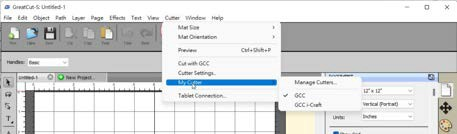 GreatCut-S: Untitled-1
File Edit Object Path Layer Page Effects Text View Cutter Window Help
Mat Size
Mat Orientation
Preview Ctrl+Shift+P
Cut with GCC
Cutter Settings...
My Cutter
Tablet Connection...
Manage Cutters...
GCC
GCC i-Craft
Handles: Basic
Untitled-1
New Project...
12" x 12"
Vertical (Portrait)
Units: Inches